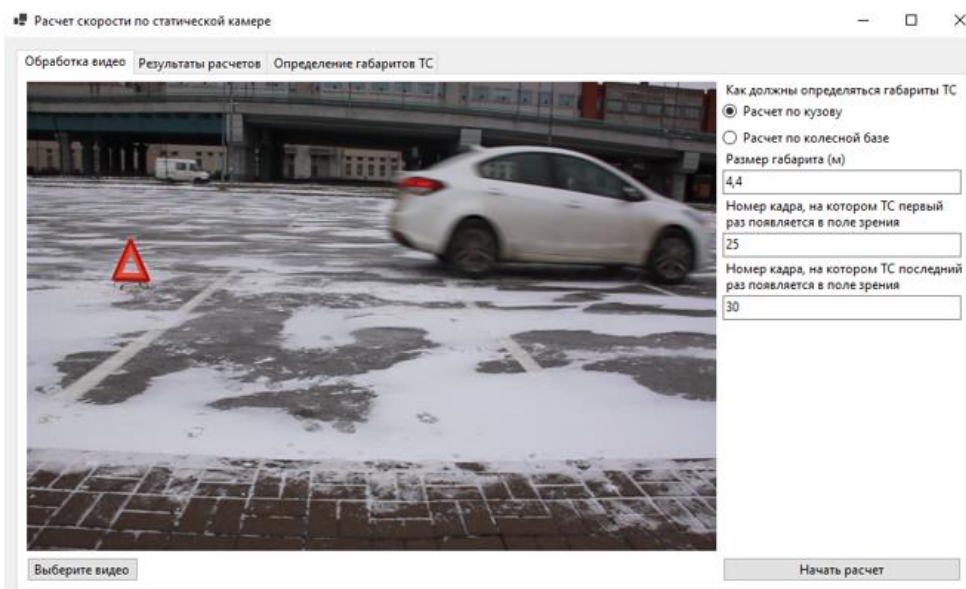 Расчет скорости по статической камере
Обработка видео Результаты расчетов Определение габаритов ТС
Как должны определяться габариты ТС
Расчет по кузову
Расчет по колесной базе
Размер габарита (м)
4,4
Номер кадра, на котором ТС первый
раз появляется в поле зрения
25
Номер кадра, на котором ТС последний
раз появляется в поле зрения
30
Выберите видео
Начать расчет